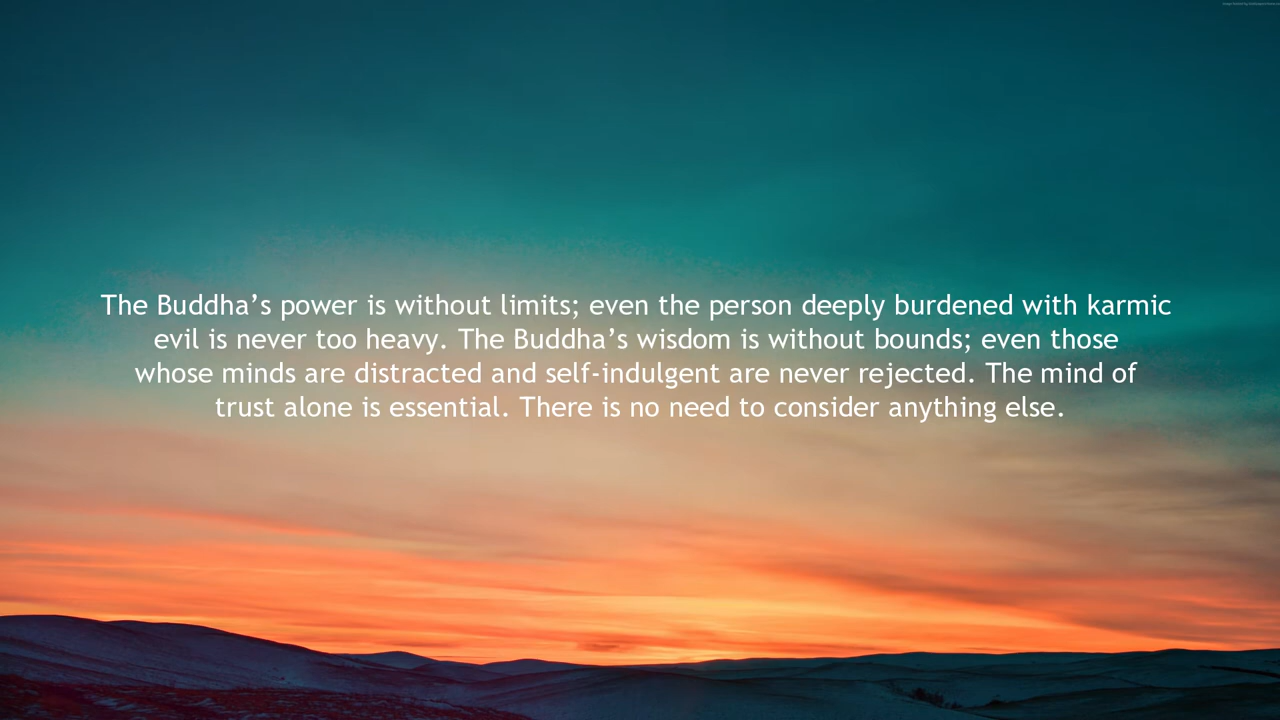 The Buddha’s power is without limits; even the person deeply burdened with karmic
evil is never too heavy. The Buddha’s wisdom is without bounds; even those
whose minds are distracted and self-indulgent are never rejected. The mind of
trust alone is essential. There is no need to consider anything else.